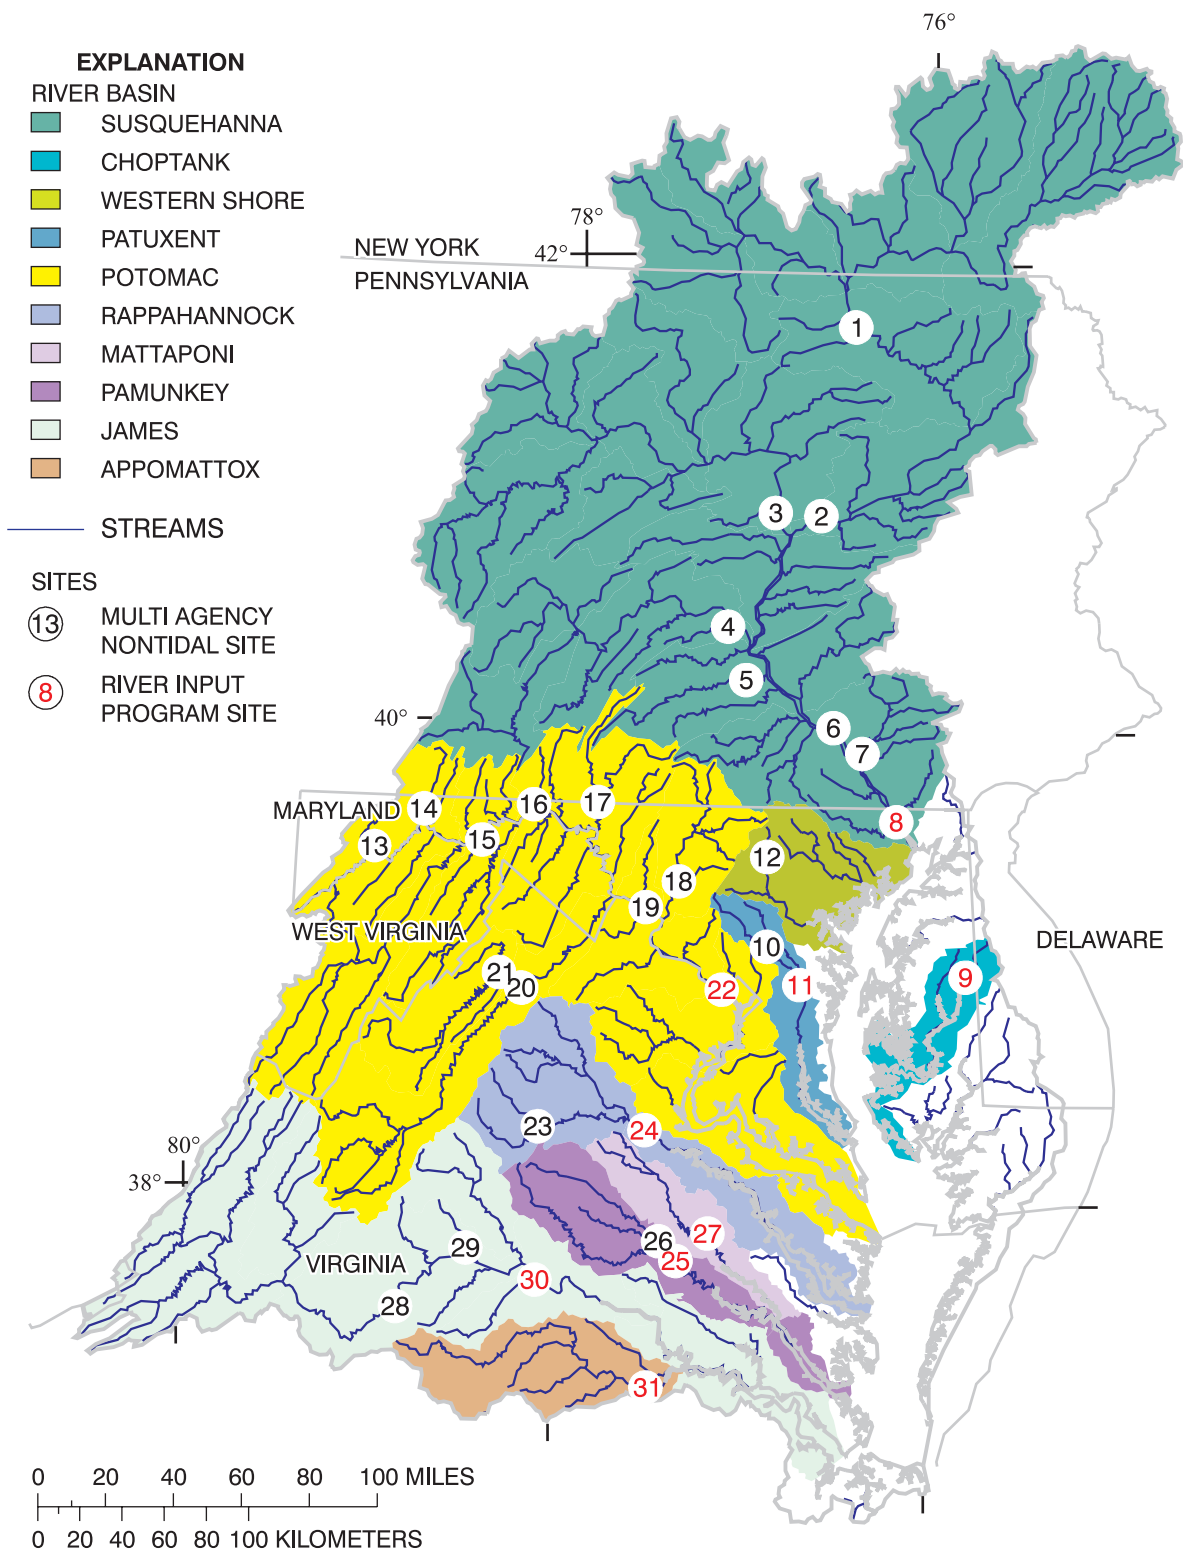 76°
EXPLANATION
RIVER BASIN
SUSQUEHANNA
CHOPTANK
WESTERN SHORE
PATUXENT
POTOMAC
RAPPAHANNOCK
MATTAPONI
PAMUNKEY
JAMES
APPOMATTOX
STREAMS
SITES
13
MULTI AGENCY
NONTIDAL SITE
8
RIVER INPUT
PROGRAM SITE
78°
42°
NEW YORK
PENNSYLVANIA
1
3
2
4
5
40°
6
7
8
MARYLAND
14
16
17
13
15
12
18
19
WEST VIRGINIA
10
DELAWARE
21
20
22
11
9
80°
38°
23
24
VIRGINIA
29
26
27
25
30
28
31
0 20 40 60 80 100 MILES
0 20 40 60 80 100 KILOMETERS